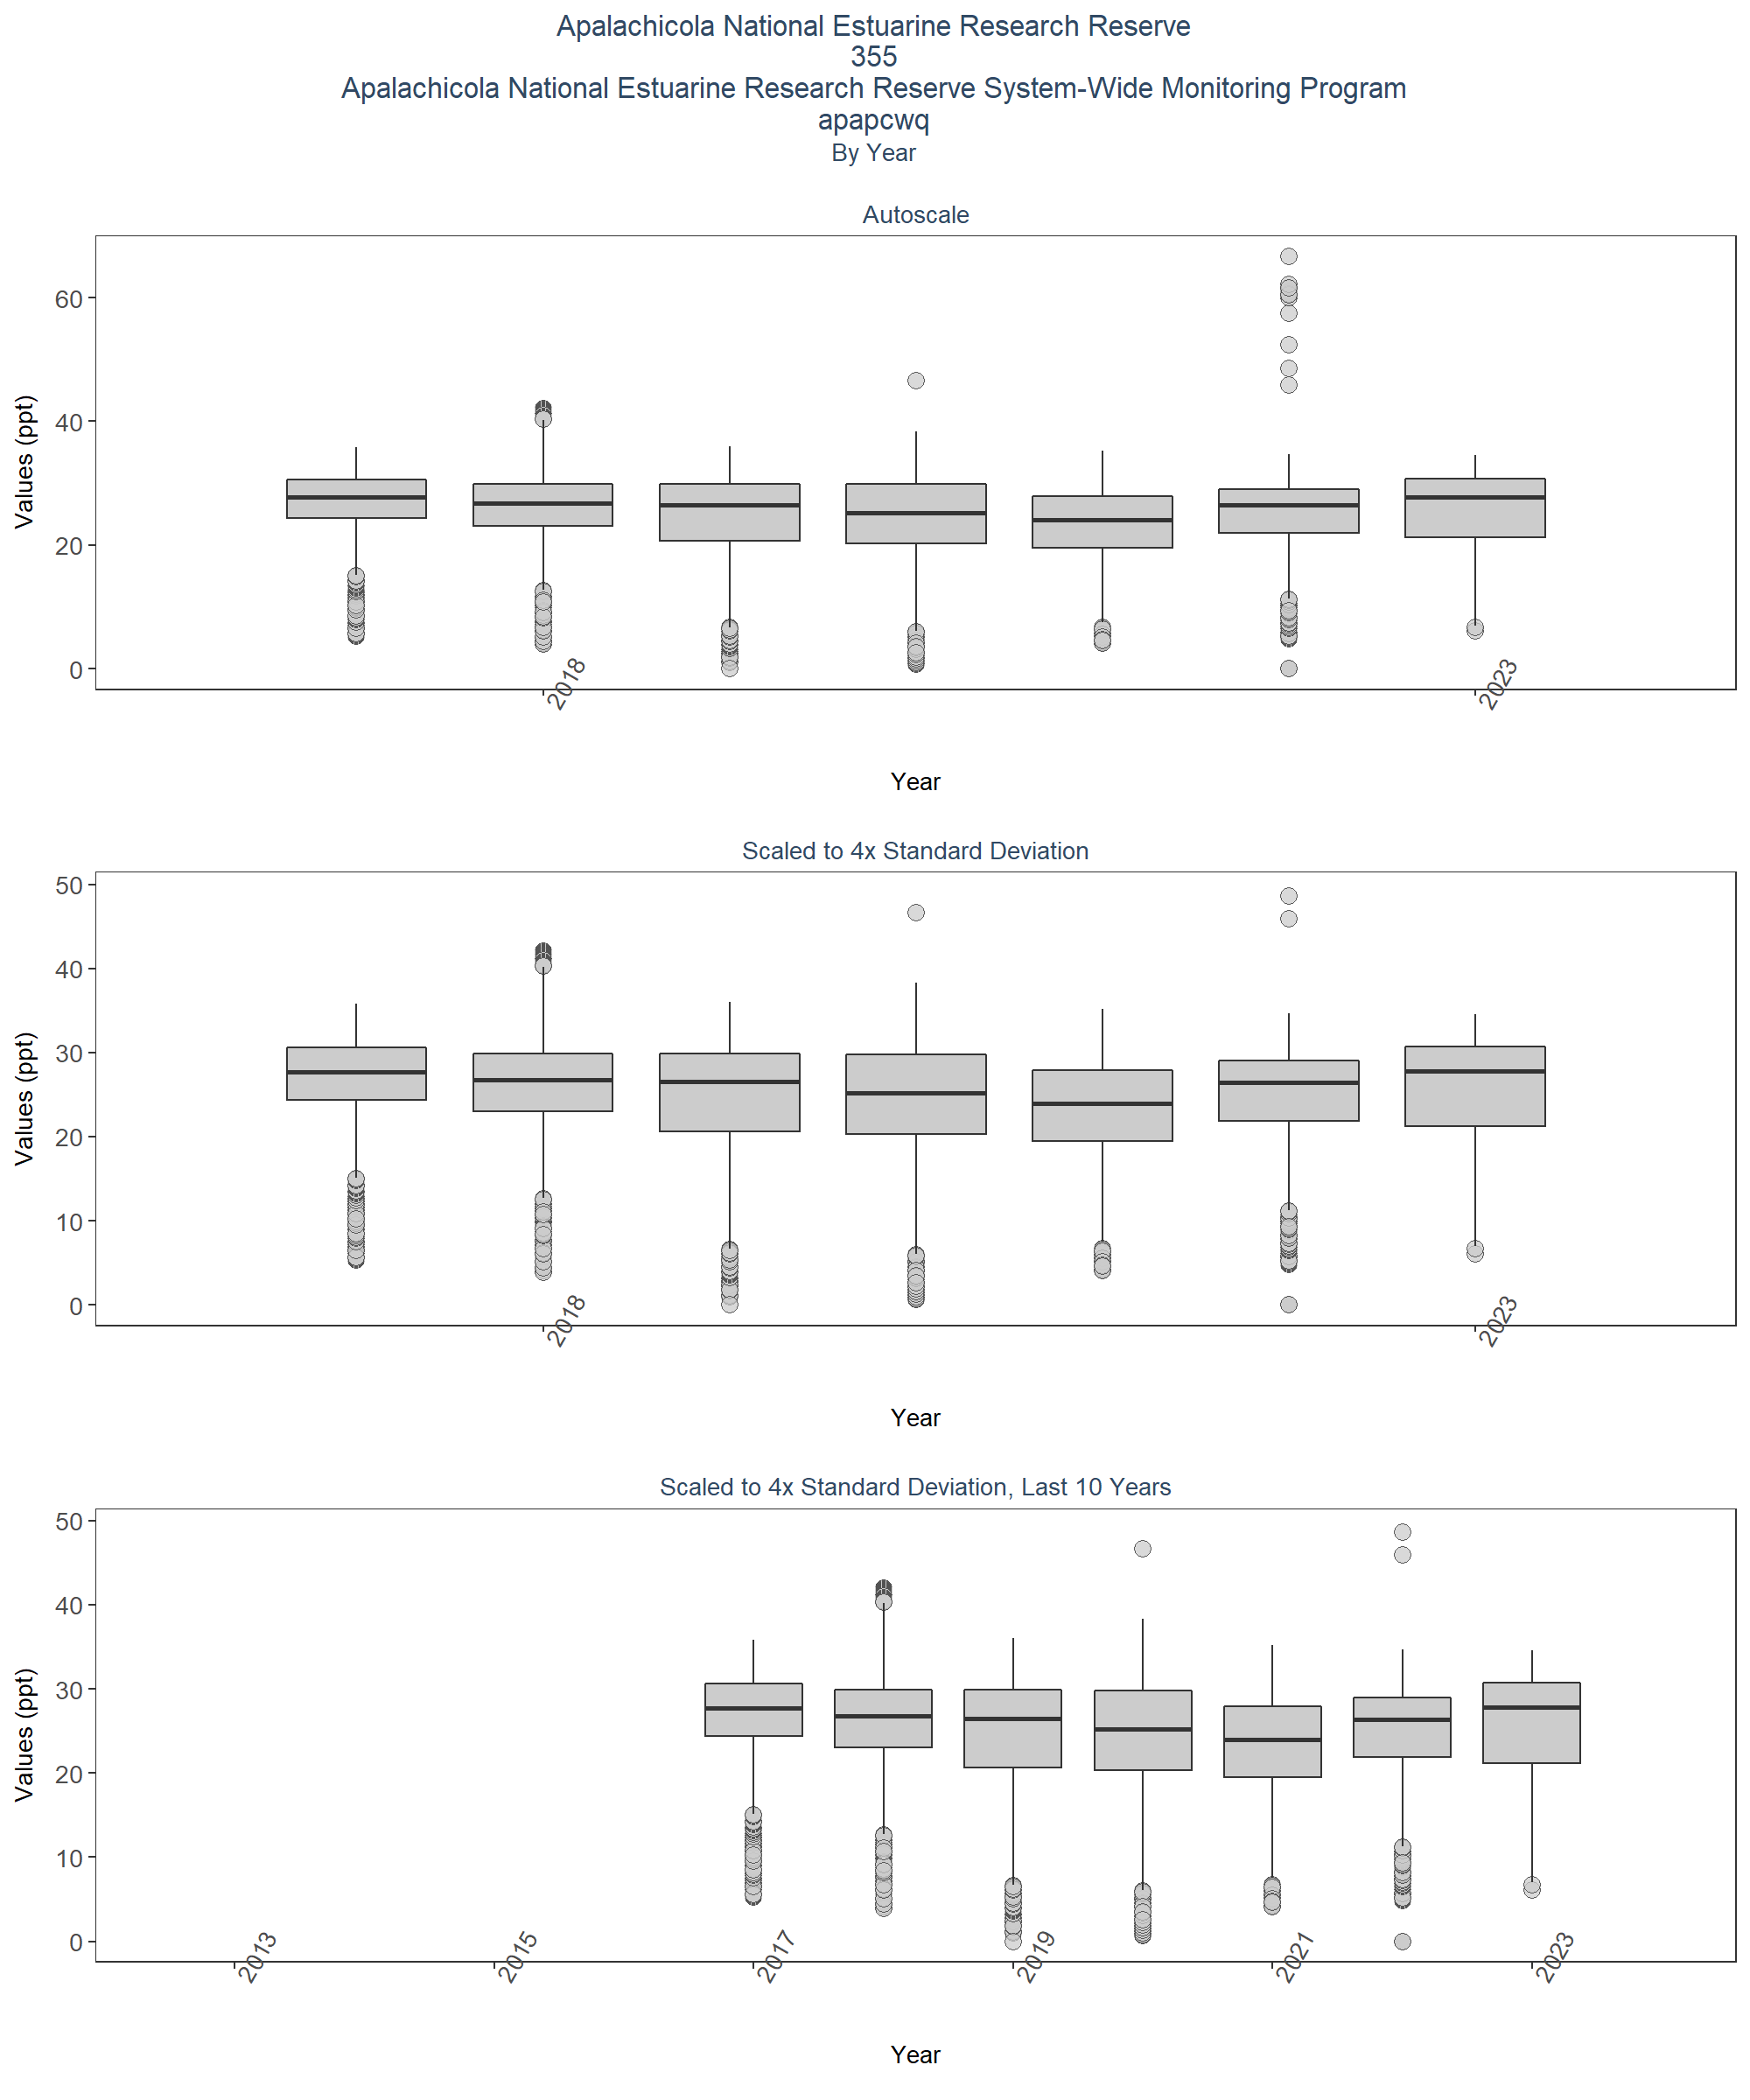 Apalachicola National Estuarine Research Reserve
355
Apalachicola National Estuarine Research Reserve System-Wide Monitoring Program
apapcwq
By Year
Autoscale
Values (ppt)
60
40
20
0
2018
2023
Year
Scaled to 4x Standard Deviation
Values (ppt)
50
40
30
20
10
0
2018
2023
Year
Scaled to 4x Standard Deviation, Last 10 Years
Values (ppt)
50
40
30
20
10
0
2013
2015
2017
2019
2021
2023
Year